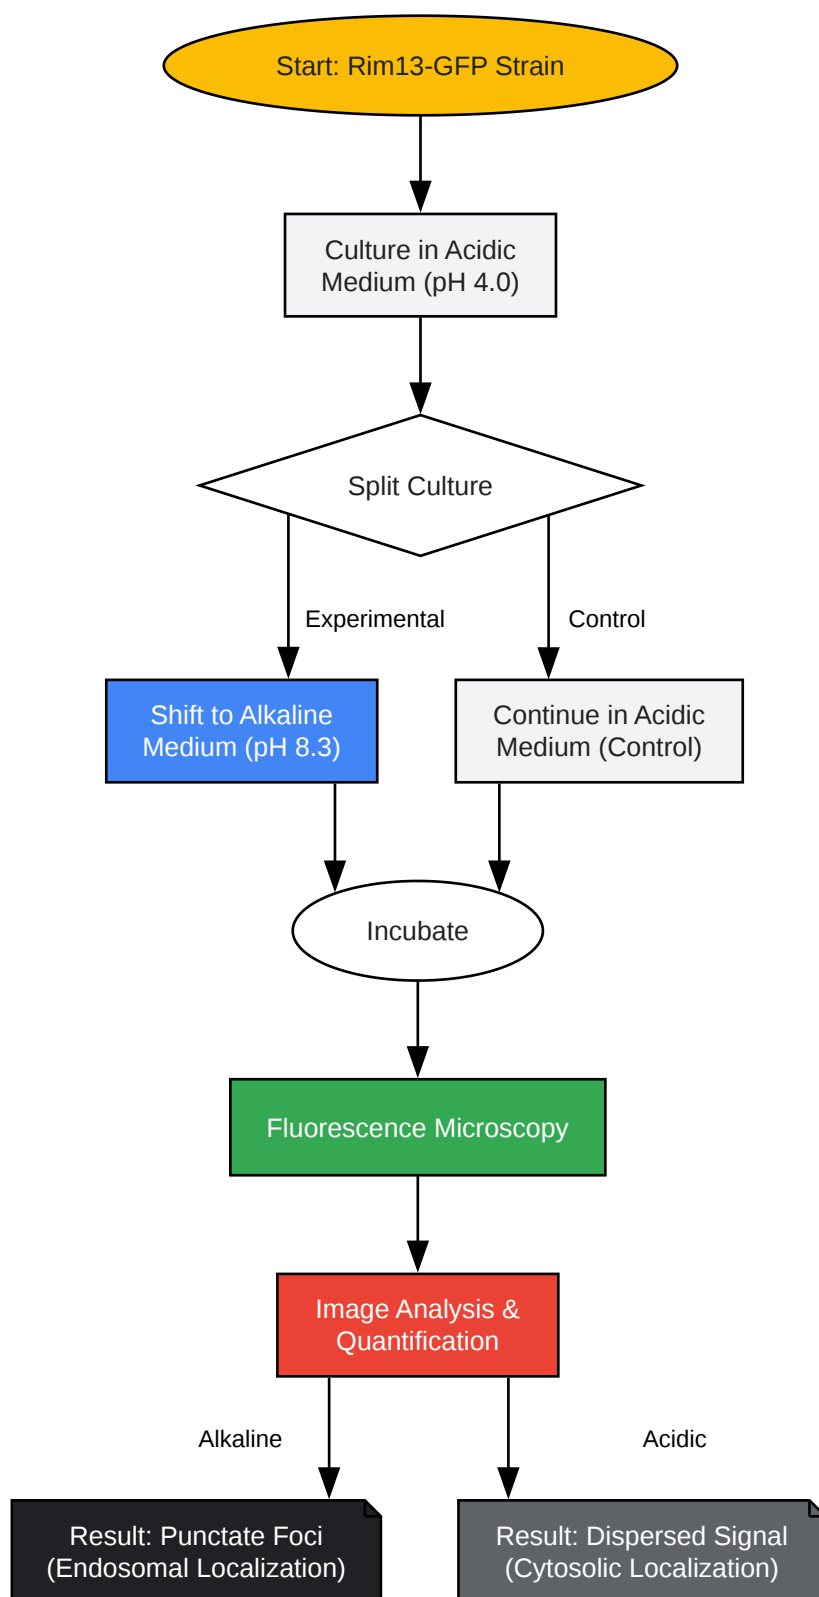 Start: Rim13-GFP Strain
Culture in Acidic
Medium (pH 4.0)
Split Culture
Experimental
Control
Shift to Alkaline
Medium (pH 8.3)
Continue in Acidic
Medium (Control)
Incubate
Fluorescence Microscopy
Image Analysis &
Quantification
Alkaline
Acidic
Result: Punctate Foci
(Endosomal Localization)
Result: Dispersed Signal
(Cytosolic Localization)